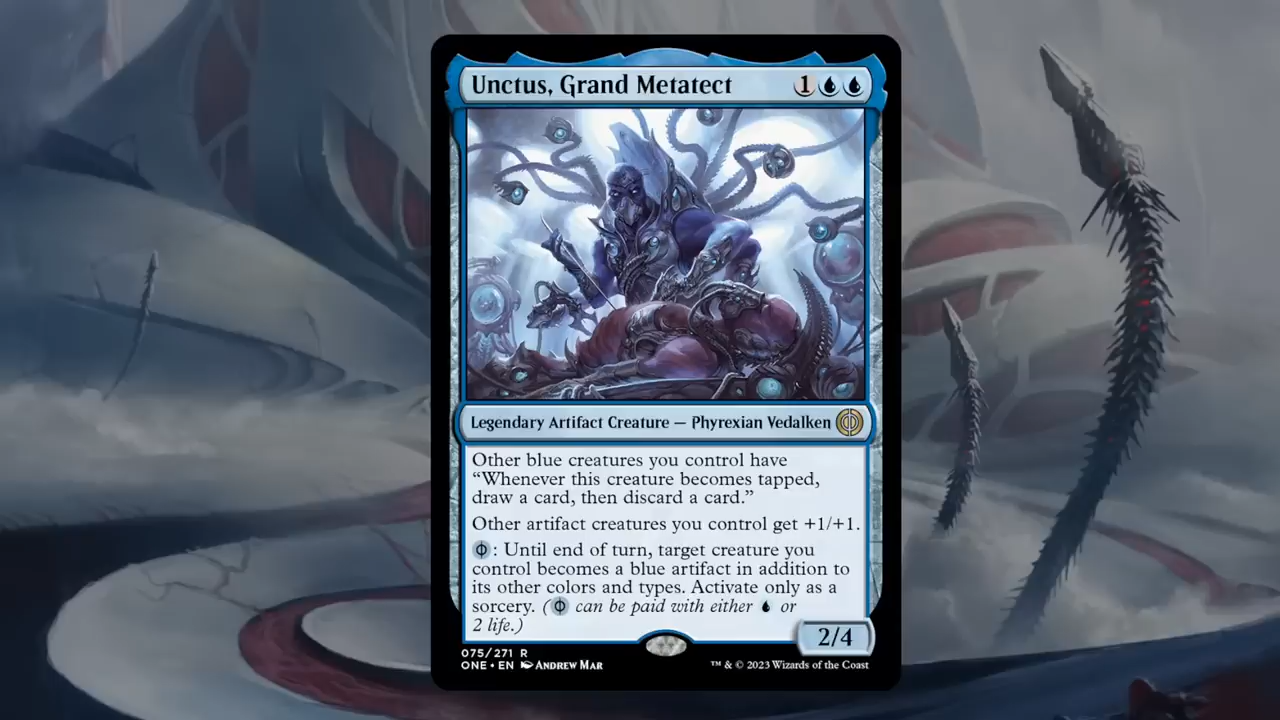 Unctus, Grand Metatect 1
Legendary Artifact Creature — Phyrexian Vedalken
Other blue creatures you control have
“Whenever this creature becomes tapped,
draw a card, then discard a card.”
Other artifact creatures you control get +1/+1.
: Until end of turn, target creature you
control becomes a blue artifact in addition to
its other colors and types. Activate only as a
sorcery. ( can be paid with either or
2 life.)
2/4
075/271 R
ONE • EN Andrew Mar
™ & © 2023 Wizards of the Coast